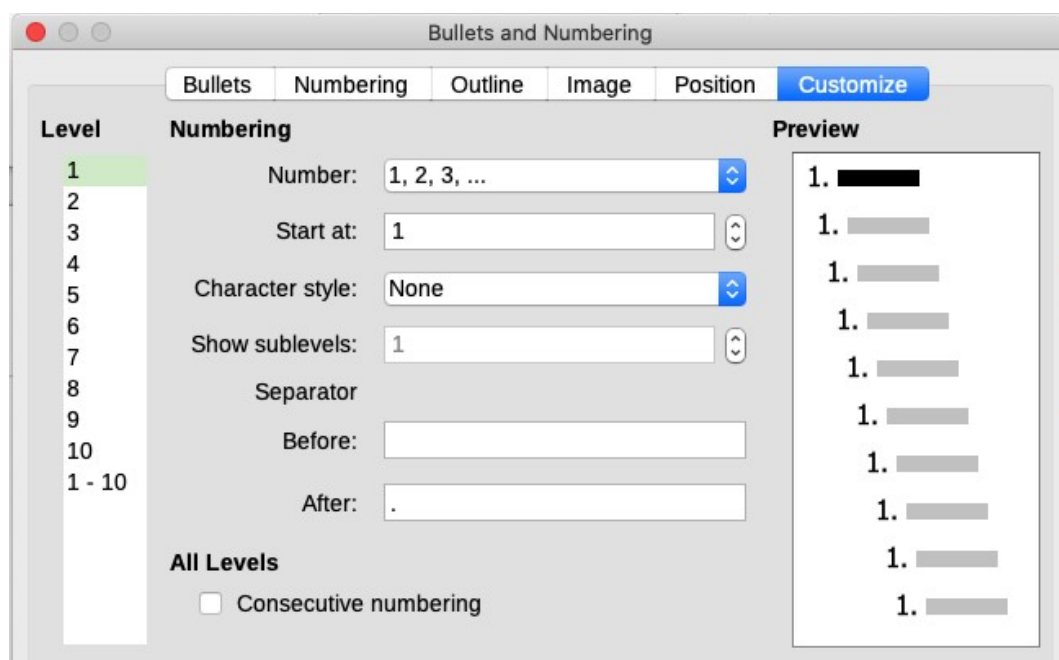 Bullets and Numbering
Bullets Numbering Outline Image Position Customize
Level
1
2
3
4
5
6
7
8
9
10
1 - 10
Numbering
Number: 1, 2, 3, ...
Start at: 1
Character style: None
Show sublevels: 1
Separator
Before:
After: .
All Levels
Consecutive numbering
Preview
1.
1.
1.
1.
1.
1.
1.
1.
1.
1.